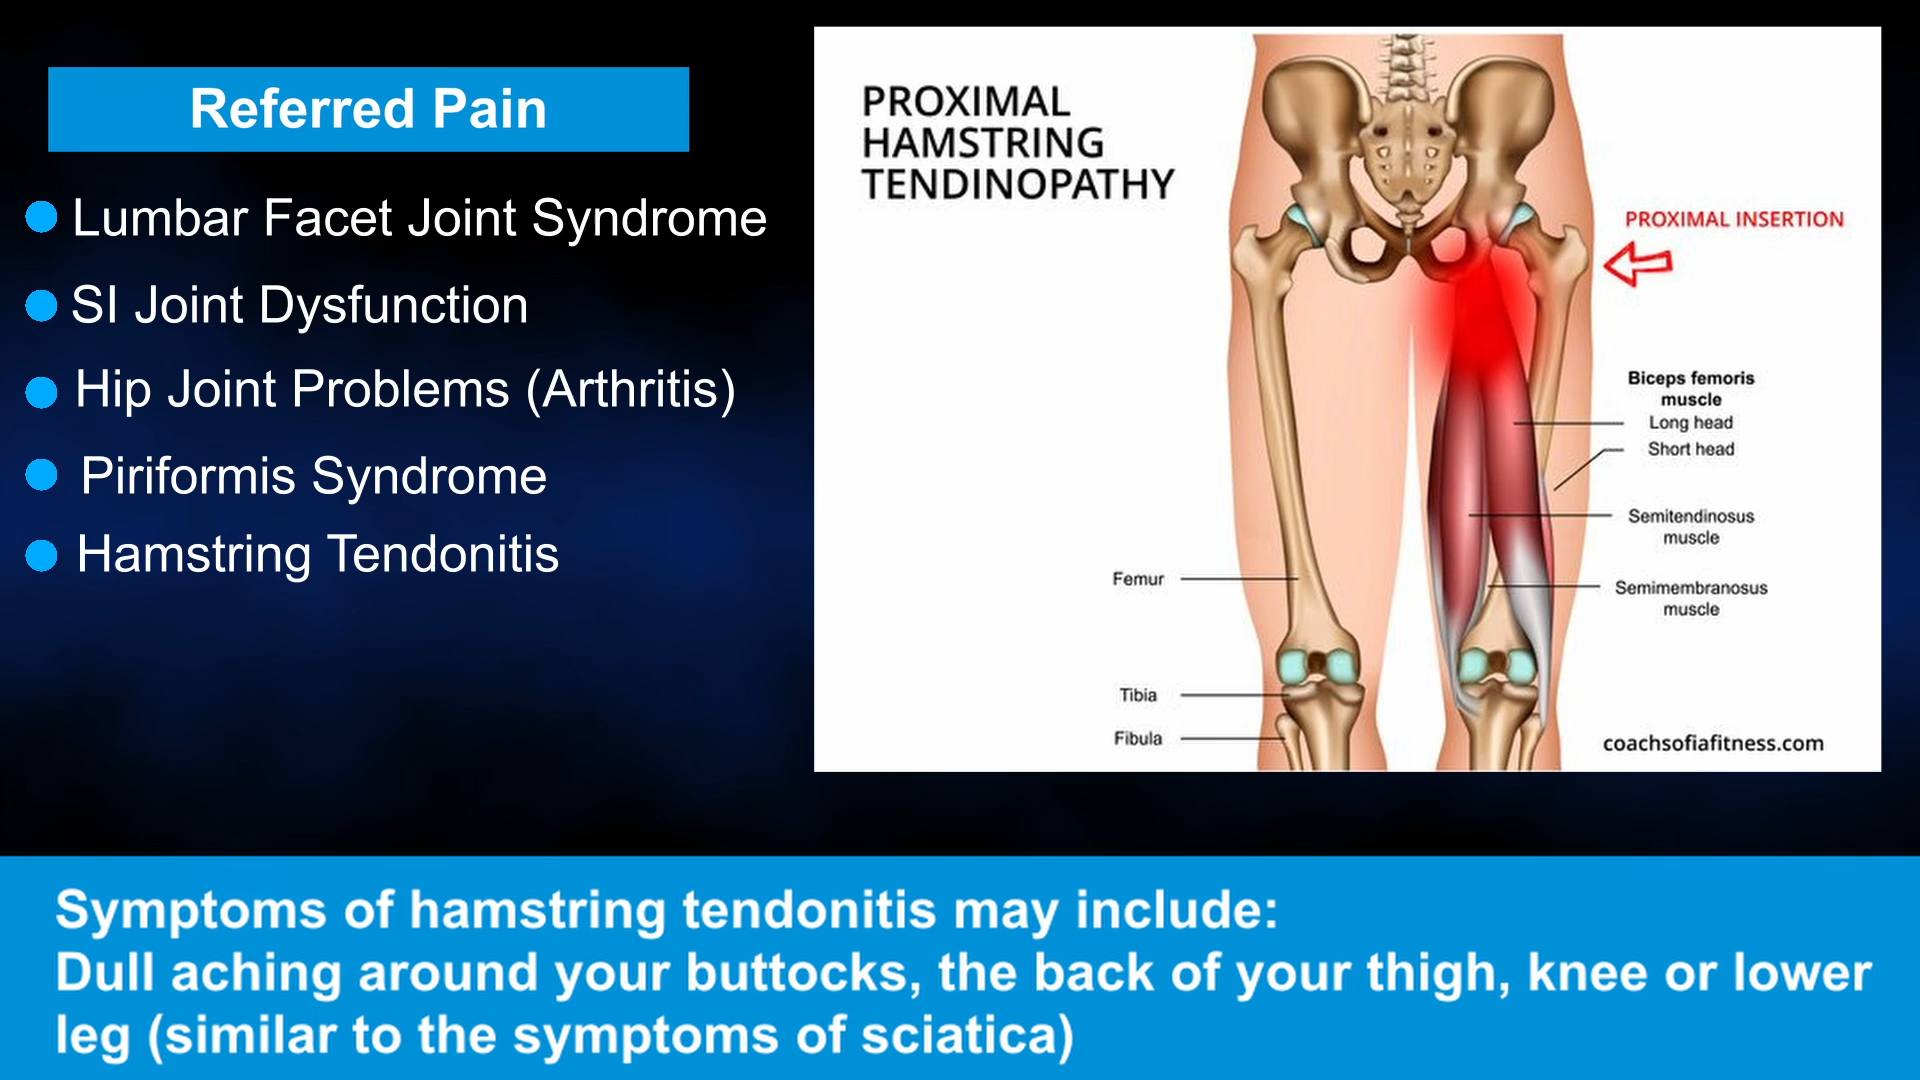 Referred Pain
Lumbar Facet Joint Syndrome
SI Joint Dysfunction
Hip Joint Problems (Arthritis)
Piriformis Syndrome
Hamstring Tendonitis
PROXIMAL
HAMSTRING
TENDINOPATHY
PROXIMAL INSERTION
Biceps femoris
muscle
Long head
Short head
Semitendinosus
muscle
Semimembranosus
muscle
Femur
Tibia
Fibula
coachsofiafitness.com
Symptoms of hamstring tendonitis may include:
Dull aching around your buttocks, the back of your thigh, knee or lower
leg (similar to the symptoms of sciatica)